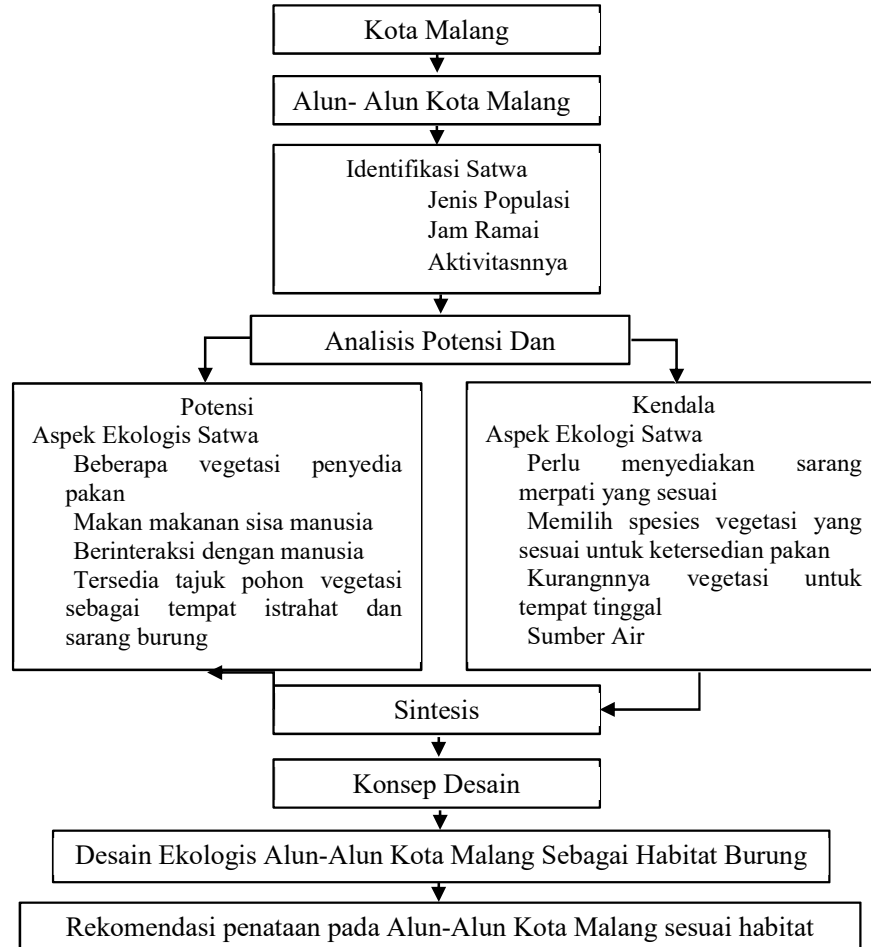 Kota Malang
Alun- Alun Kota Malang
Identifikasi Satwa
Jenis Populasi
Jam Ramai
Aktivitasnnya
Analisis Potensi Dan
Potensi
Aspek Ekologis Satwa
Beberapa vegetasi penyedia
pakan
Makan makanan sisa manusia
Berinteraksi dengan manusia
Tersedia tajuk pohon vegetasi
sebagai tempat istrahat dan
sarang burung
Kendala
Aspek Ekologi Satwa
Perlu menyediakan sarang
merpati yang sesuai
Memilih spesies vegetasi yang
sesuai untuk ketersedian pakan
Kurangnnya vegetasi untuk
tempat tinggal
Sumber Air
Sintesis
Konsep Desain
Desain Ekologis Alun-Alun Kota Malang Sebagai Habitat Burung
Rekomendasi penataan pada Alun-Alun Kota Malang sesuai habitat